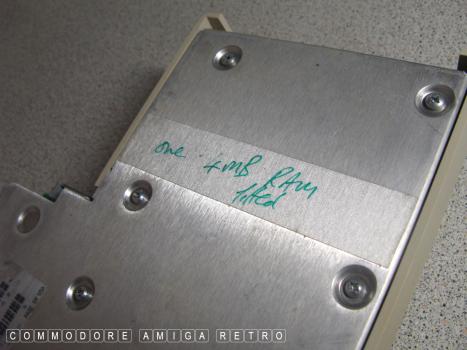 one 4MB RAM
fitted
COMMODORE AMIGA RETRO